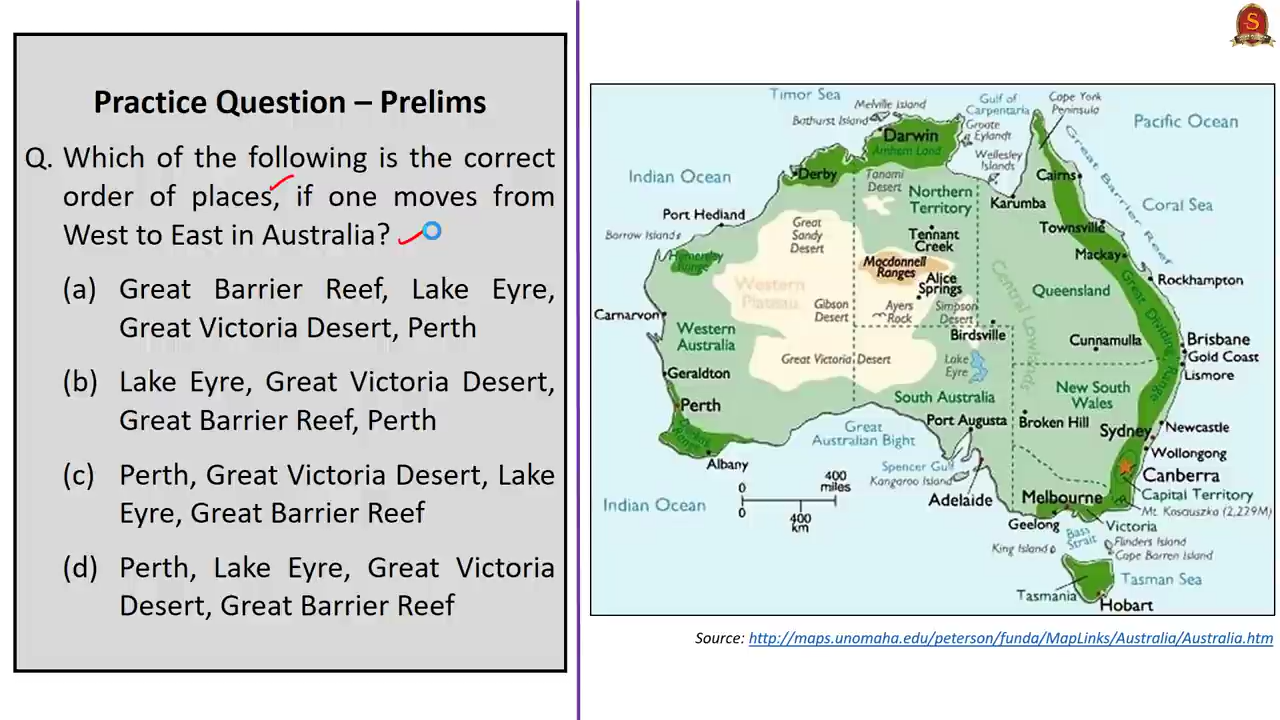 Practice Question – Prelims
Q. Which of the following is the correct
order of places, if one moves from
West to East in Australia?
(a) Great Barrier Reef, Lake Eyre,
Great Victoria Desert, Perth
(b) Lake Eyre, Great Victoria Desert,
Great Barrier Reef, Perth
(c) Perth, Great Victoria Desert, Lake
Eyre, Great Barrier Reef
(d) Perth, Lake Eyre, Great Victoria
Desert, Great Barrier Reef
Timor Sea
Melville Island
Bathurst Island
Darwin
Arnhem Land
Gulf of
Carpentaria
Groote
Eylandt
Wellesley
Islands
Cape York
Peninsula
Pacific Ocean
Great Barrier Reef
Coral Sea
Indian Ocean
Derby
Tanami
Desert
Northern
Territory
Cairns
Karumba
Port Hedland
Barrow Islands
Great
Sandy
Desert
Tennant
Creek
Townsville
Mackay
Macdonnell
Ranges
Alice
Springs
Rockhampton
Western
Plateau
Central Lowlands
Queensland
Great Dividing Range
Carnarvon
Gibson
Desert
Ayers
Rock
Simpson
Desert
Birdsville
Western
Australia
Cunnamulla
Brisbane
Gold Coast
Lismore
Great Victoria Desert
Lake
Eyre
Geraldton
New South
Wales
South Australia
Perth
Port Augusta
Broken Hill
Sydney
Newcastle
Great
Australian Bight
Wollongong
Albany
Spencer Gulf
Kangaroo Island
400
miles
0
0
400
km
Canberra
Adelaide
Melbourne
Capital Territory
Indian Ocean
Geelong
Victoria
Bass
Strait
King Island
Flinders Island
Cape Barren Island
Tasmania
Tasman Sea
Hobart
Source: http://maps.unomaha.edu/peterson/funda/MapLinks/Australia/Australia.htm